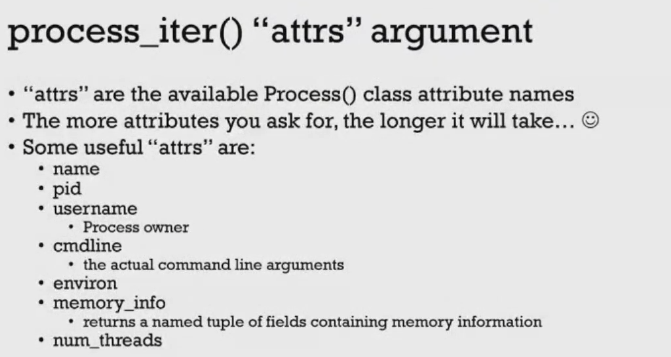 process_iter() “attrs” argument
• “attrs” are the available Process() class attribute names
• The more attributes you ask for, the longer it will take... ☺
• Some useful “attrs” are:
• name
• pid
• username
• Process owner
• cmdline
• the actual command line arguments
• environ
• memory_info
• returns a named tuple of fields containing memory information
• num_threads